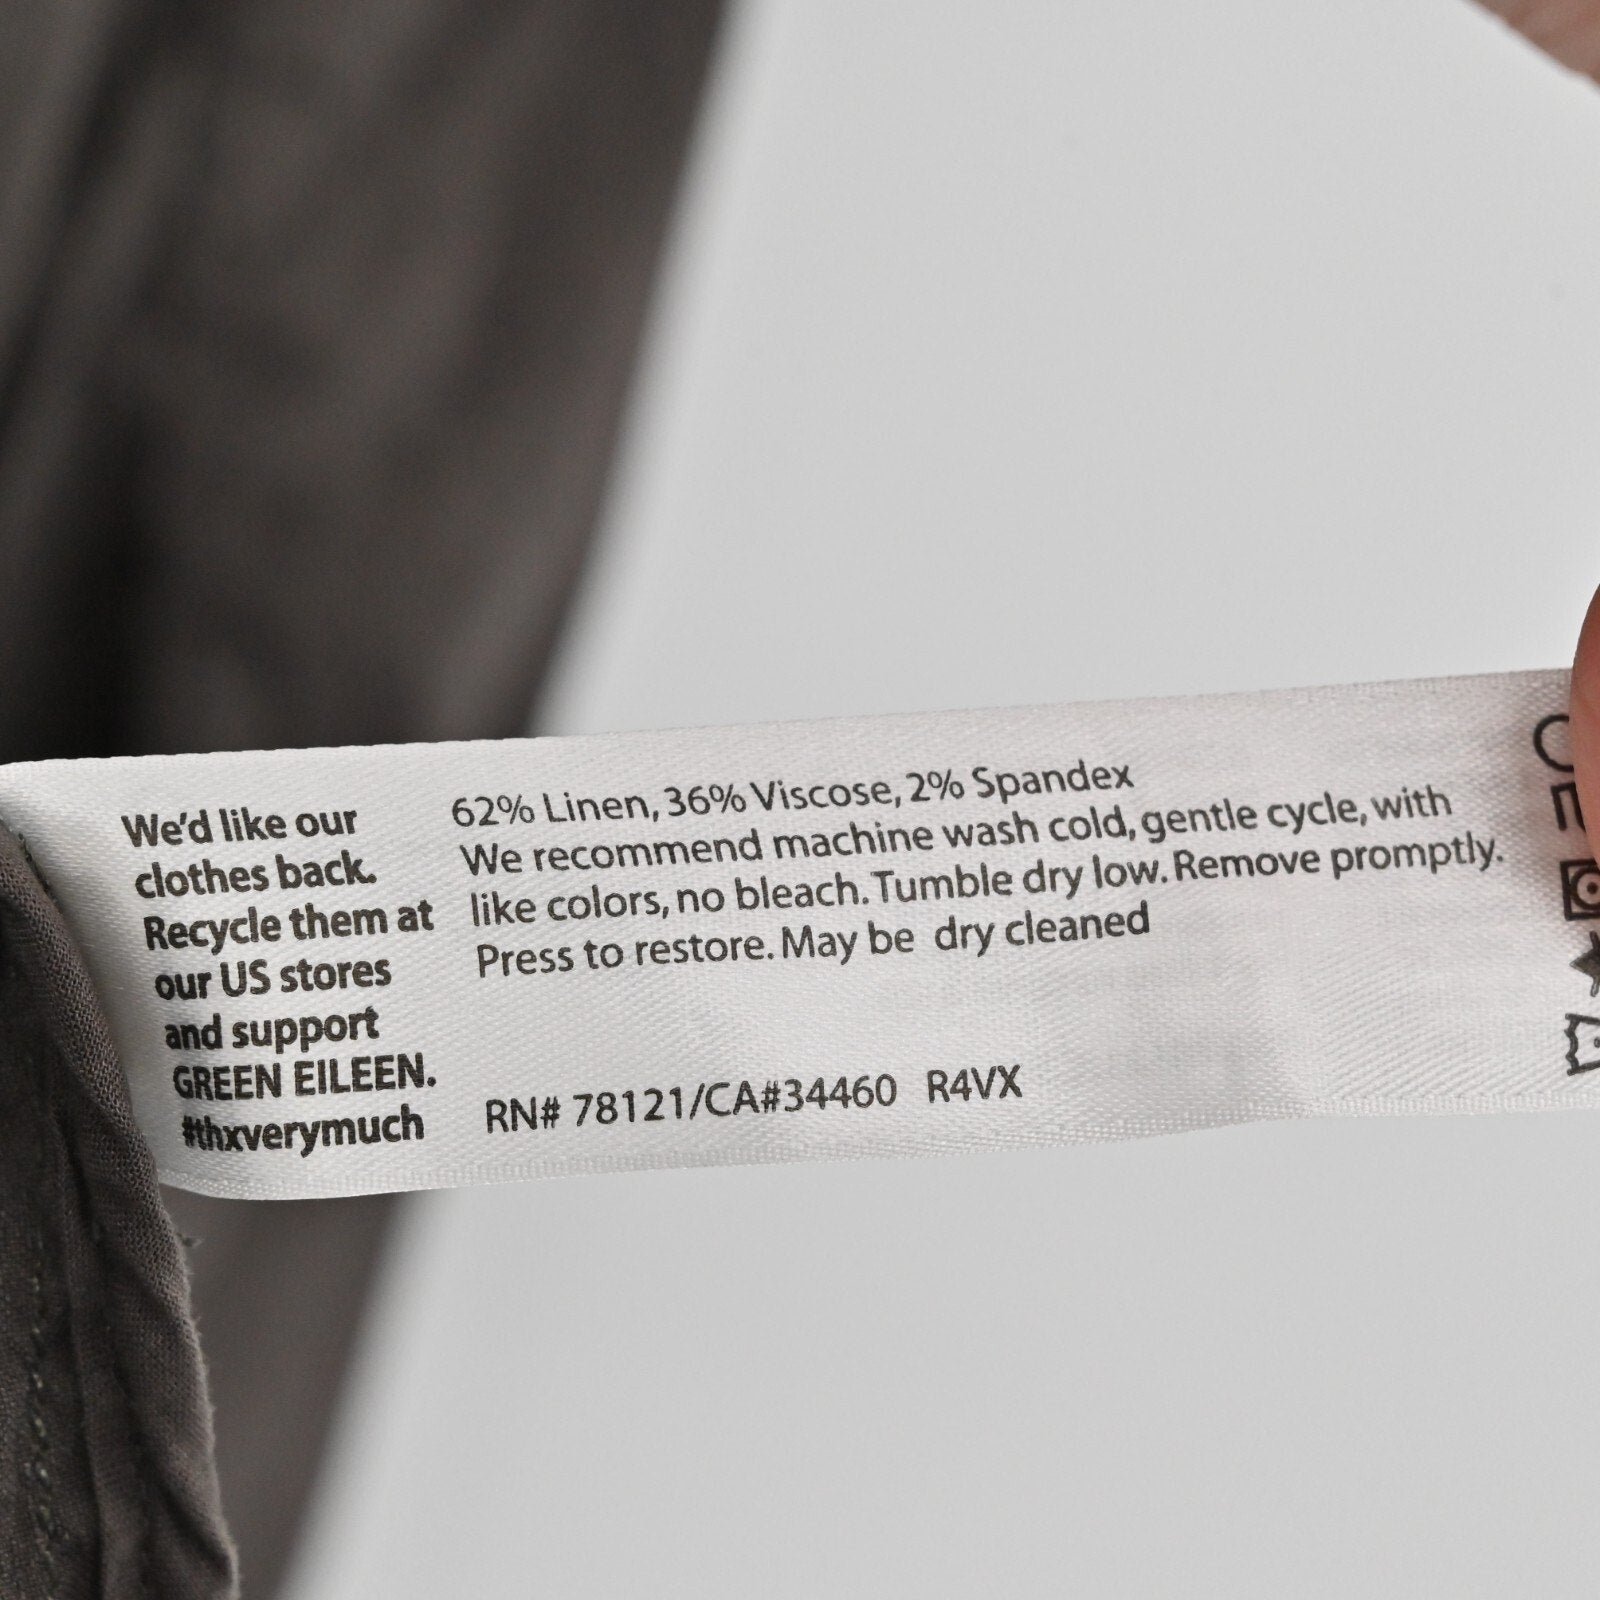 We'd like our
clothes back.
Recycle them at
our US stores
and support
GREEN EILEEN.
#thxverymuch
62% Linen, 36% Viscose, 2% Spandex
We recommend machine wash cold, gentle cycle, with
like colors, no bleach. Tumble dry low. Remove promptly.
Press to restore. May be  dry cleaned
RN# 78121/CA#34460  R4VX